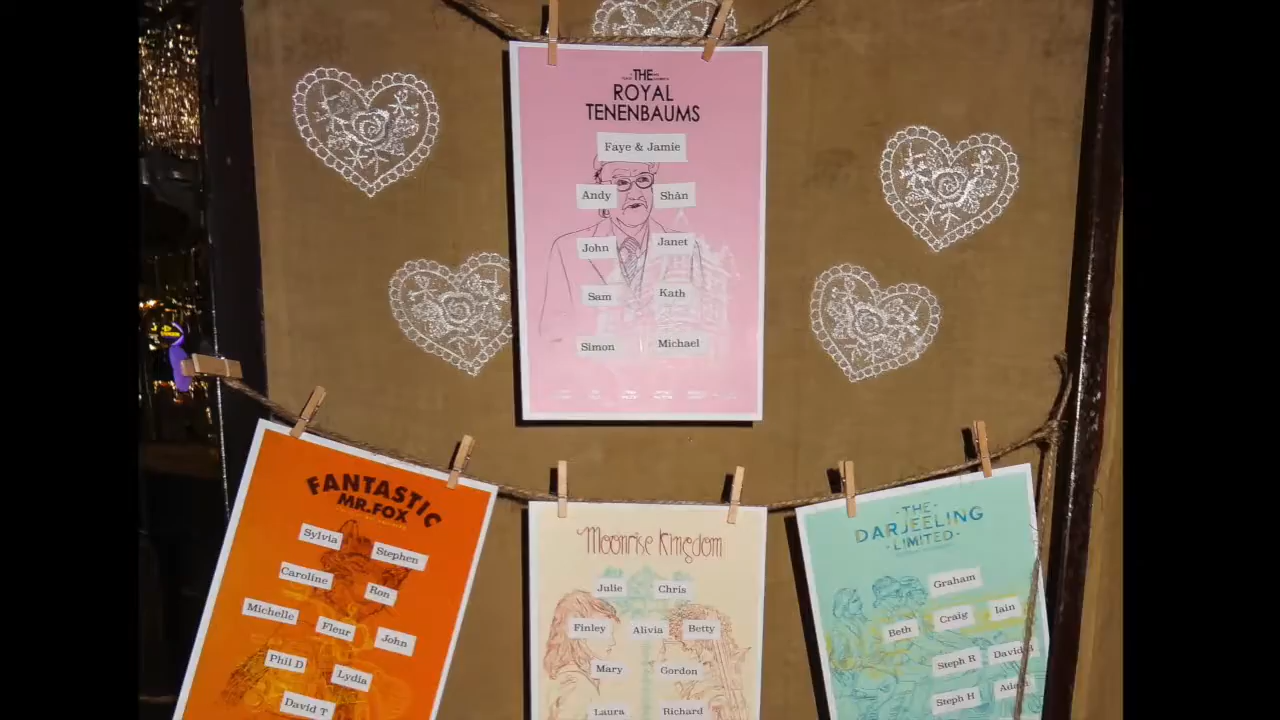 THE
ROYAL
TENENBAUMS
Faye & Jamie
Andy Shân
John Janet
Sam Kath
Simon Michael
FANTASTIC
MR.FOX
Sylvia Stephen
Caroline Ron
Michelle Fleur John
Phil D Lydia
David T
Moonrise Kingdom
Julie Chris
Finley Alivia Betty
Mary Gordon
Laura Richard
·THE·
DARJEELING
·LIMITED·
Graham
Beth Craig Iain
Steph R David
Steph H